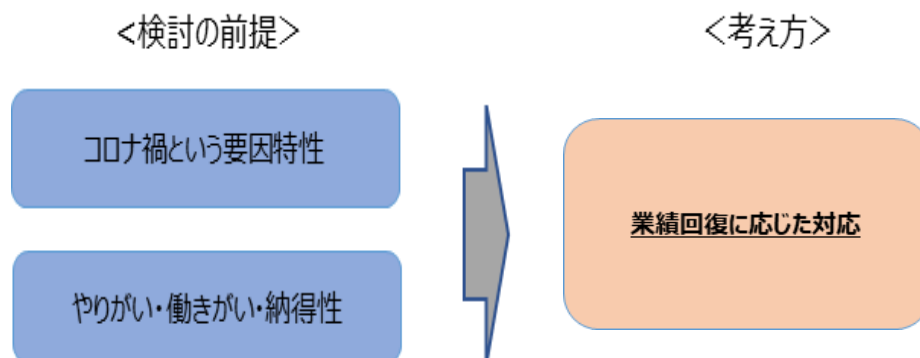 <検討の前提>
<考え方>
コロナ禍という要因特性
業績回復に応じた対応
やりがい・働きがい・納得性